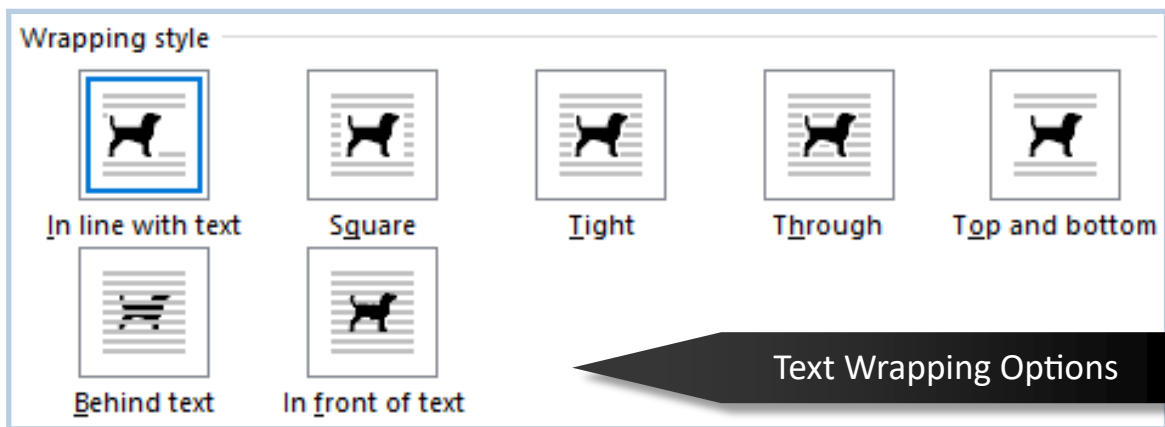 Wrapping style
In line with text
Square
Tight
Through
Top and bottom
Behind text
In front of text
Text Wrapping Options